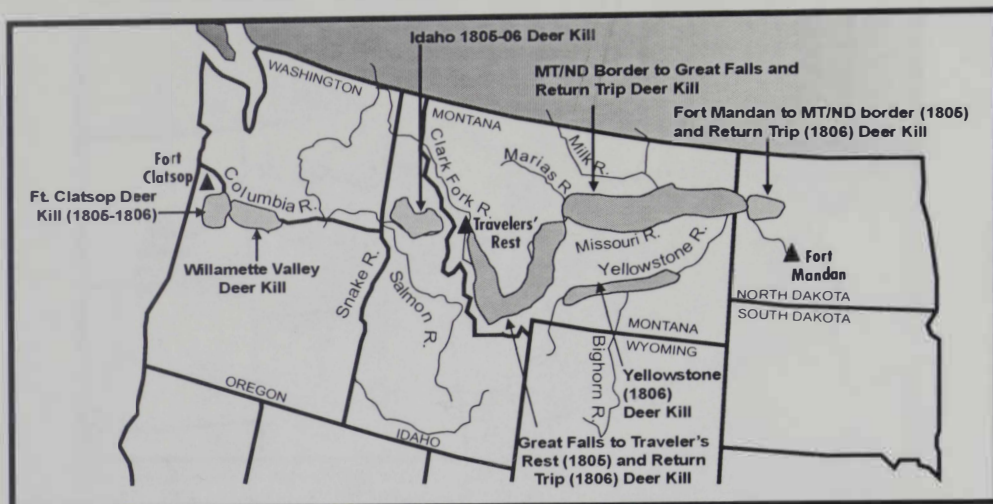 Idaho 1805-06 Deer Kill
MT/ND Border to Great Falls and
Return Trip Deer Kill
Fort Mandan to MT/ND border (1805)
and Return Trip (1806) Deer Kill
WASHINGTON
MONTANA
Clark Fork R.
Marias R.
Milk R.
Fort
Clatsop
Columbia R.
Ft. Clatsop Deer
Kill (1805-1806)
Travelers'
Rest
Missouri R.
Yellowstone R.
Fort
Mandan
Willamette Valley
Deer Kill
Snake R.
Salmon R.
NORTH DAKOTA
SOUTH DAKOTA
MONTANA
WYOMING
Bighorn R.
Yellowstone
(1806)
Deer Kill
OREGON
IDAHO
Great Falls to Traveler's
Rest (1805) and Return
Trip (1806) Deer Kill